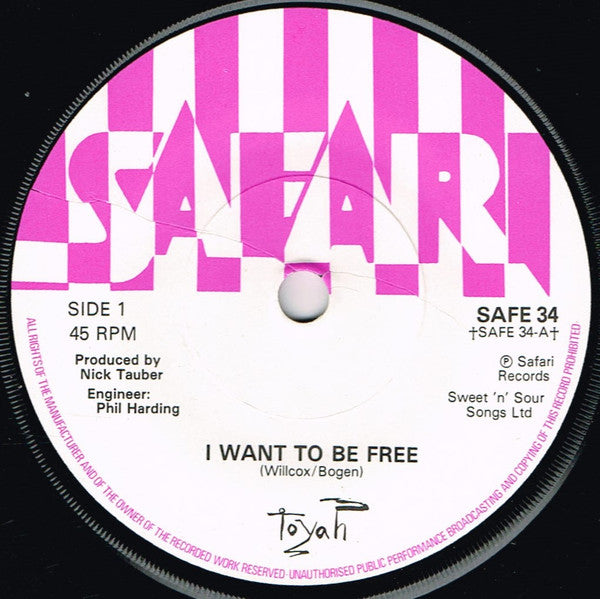 SAFARI
SIDE 1
45 RPM
Produced by
Nick Tauber
Engineer:
Phil Harding
SAFE 34
†SAFE 34-A†
Ⓟ Safari
Records
Sweet 'n' Sour
Songs Ltd
I WANT TO BE FREE
(Willcox/Bogen)
Toyah
ALL RIGHTS OF THE MANUFACTURER AND OF THE OWNER OF THE RECORDED WORK RESERVED·UNAUTHORISED PUBLIC PERFORMANCE BROADCASTING AND COPYING OF THIS RECORD PROHIBITED·